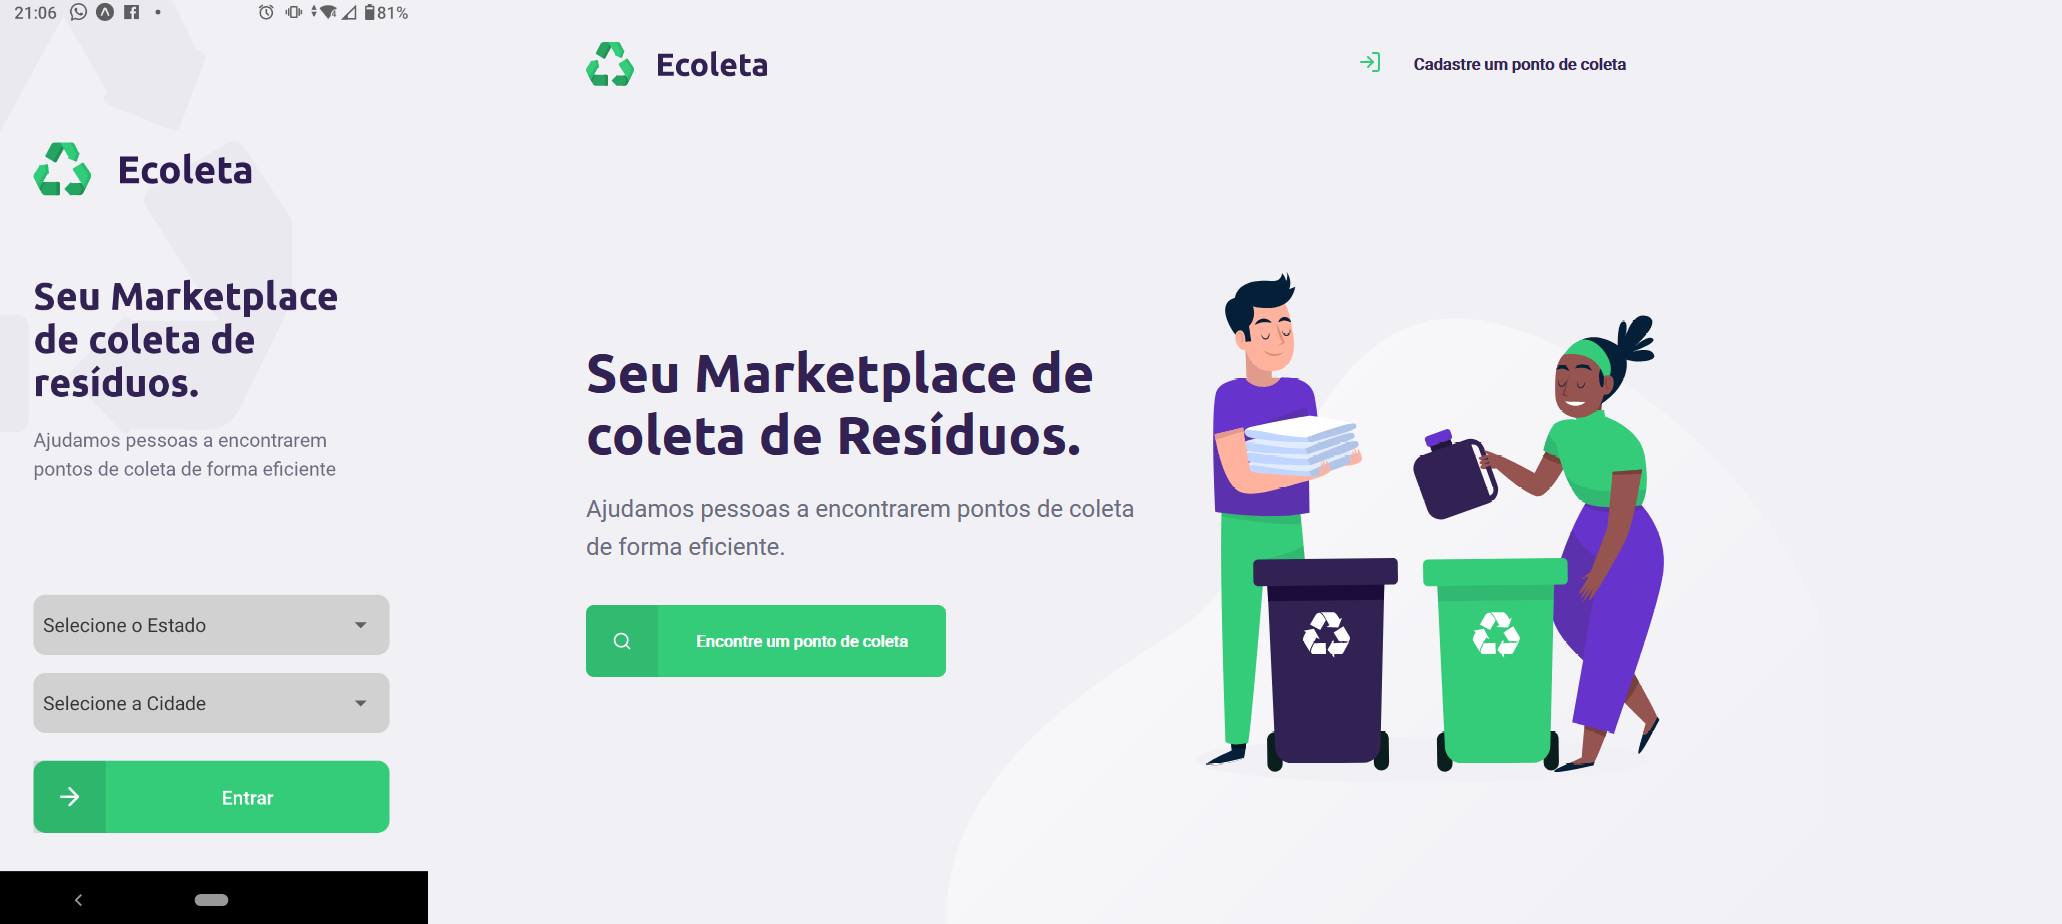 21:06
81%
Ecoleta
Seu Marketplace
de coleta de
resíduos.
Ajudamos pessoas a encontrarem
pontos de coleta de forma eficiente
Selecione o Estado
Selecione a Cidade
Entrar
Ecoleta
Cadastre um ponto de coleta
Seu Marketplace de
coleta de Resíduos.
Ajudamos pessoas a encontrarem pontos de coleta
de forma eficiente.
Encontre um ponto de coleta